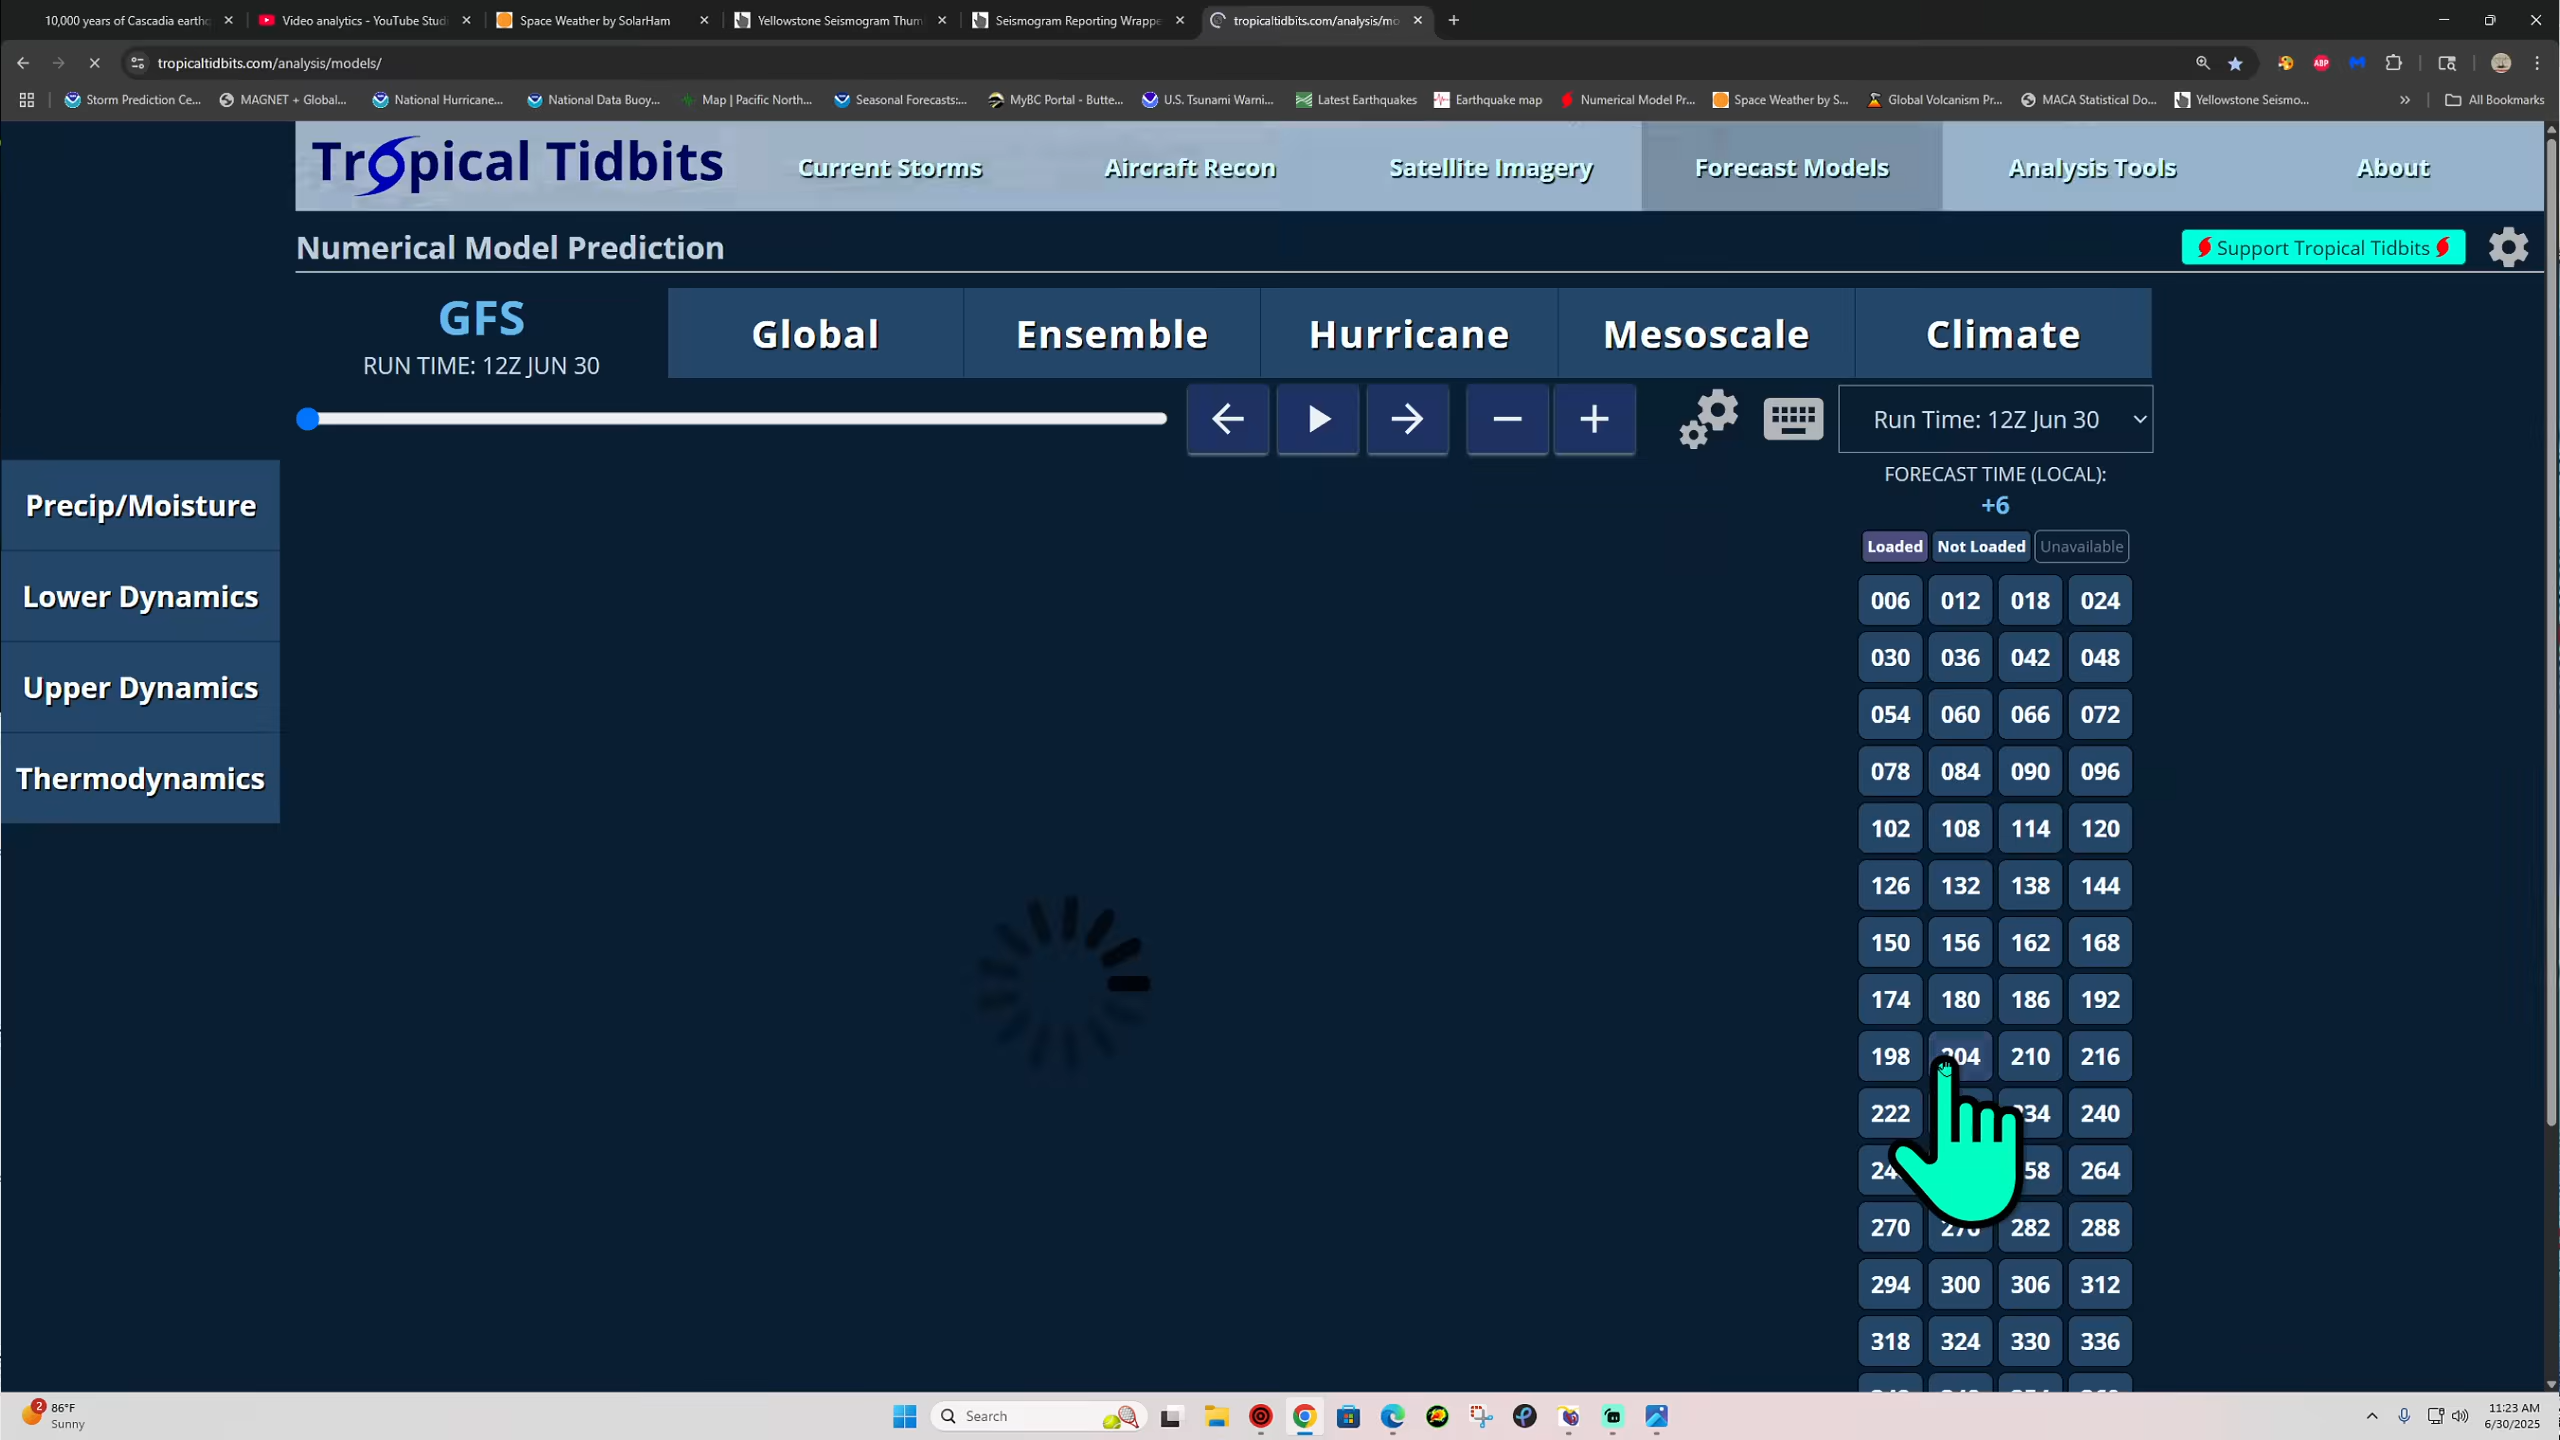 10,000 years of Cascadia earthq
Video analytics - YouTube Studi
Space Weather by SolarHam
Yellowstone Seismogram Thum
Seismogram Reporting Wrappe
tropicaltidbits.com/analysis/mo
tropicaltidbits.com/analysis/models/
ABP
Storm Prediction Ce...
MAGNET + Global...
National Hurricane...
National Data Buoy...
Map | Pacific North...
Seasonal Forecasts:...
MyBC Portal - Butte...
U.S. Tsunami Warni...
Latest Earthquakes
Earthquake map
Numerical Model Pr...
Space Weather by S...
Global Volcanism Pr...
MACA Statistical Do...
Yellowstone Seismo...
All Bookmarks
Tropical Tidbits
Current Storms
Aircraft Recon
Satellite Imagery
Forecast Models
Analysis Tools
About
Numerical Model Prediction
Support Tropical Tidbits
GFS
RUN TIME: 12Z JUN 30
Global
Ensemble
Hurricane
Mesoscale
Climate
Run Time: 12Z Jun 30
FORECAST TIME (LOCAL):
+6
Loaded Not Loaded Unavailable
Precip/Moisture
Lower Dynamics
Upper Dynamics
Thermodynamics
006 012 018 024
030 036 042 048
054 060 066 072
078 084 090 096
102 108 114 120
126 132 138 144
150 156 162 168
174 180 186 192
198 204 210 216
222 234 240
258 264
270 276 282 288
294 300 306 312
318 324 330 336
2
86°F
Sunny
Search
11:23 AM
6/30/2025